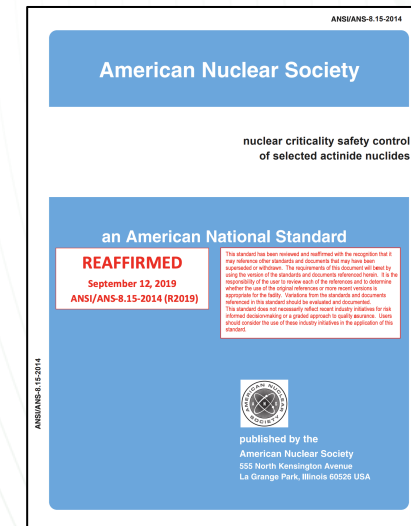 ANSI/ANS-8.15-2014
American Nuclear Society
nuclear criticality safety control
of selected actinide nuclides
an American National Standard
REAFFIRMED
September 12, 2019
ANSI/ANS-8.15-2014 (R2019)
This standard has been reviewed and reaffirmed with the recognition that it
may reference other standards and documents that may have been
superseded or withdrawn. The requirements of this document will be met by
using the version of the standards and documents referenced herein. It is the
responsibility of the user to review each of the references and to determine
whether the use of the original references or more recent versions is
appropriate for the facility. Variations from the standards and documents
referenced in this standard should be evaluated and documented.
This standard does not necessarily reflect recent industry initiatives for risk
informed decision-making or a graded approach to quality assurance. Users
should consider the use of these industry initiatives in the application of this
standard.
ANSI/ANS-8.15-2014
AMERICAN NUCLEAR SOCIETY
published by the
American Nuclear Society
555 North Kensington Avenue
La Grange Park, Illinois 60526 USA